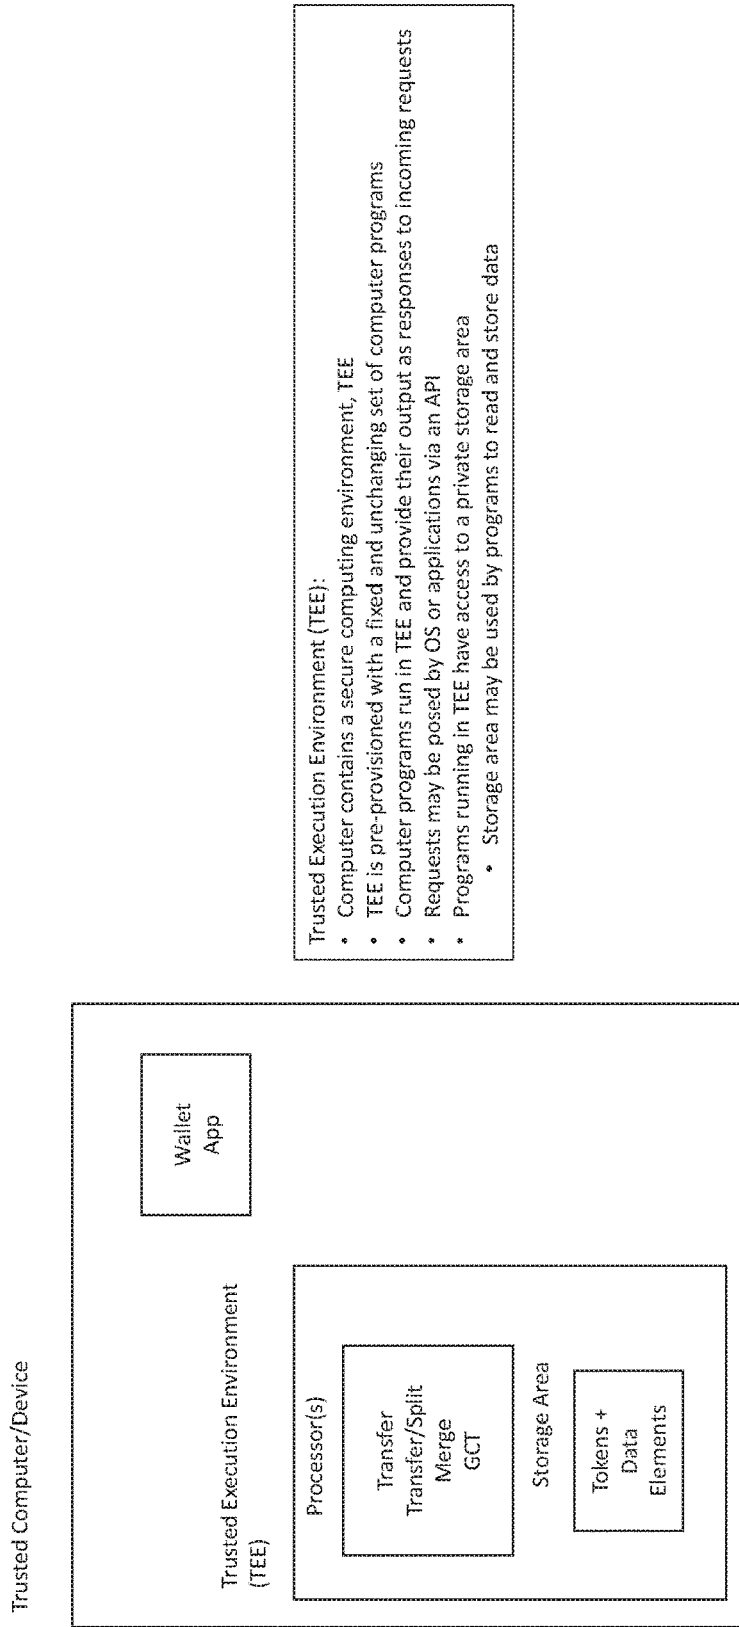 Trusted Computer/Device
Trusted Execution Environment
(TEE)
Wallet
App
Processor(s)
Transfer
Transfer/Split
Merge
GCT
Storage Area
Tokens +
Data
Elements
Trusted Execution Environment (TEE):
• Computer contains a secure computing environment, TEE
• TEE is pre-provisioned with a fixed and unchanging set of computer programs
• Computer programs run in TEE and provide their output as responses to incoming requests
• Requests may be posed by OS or applications via an API
• Programs running in TEE have access to a private storage area
• Storage area may be used by programs to read and store data